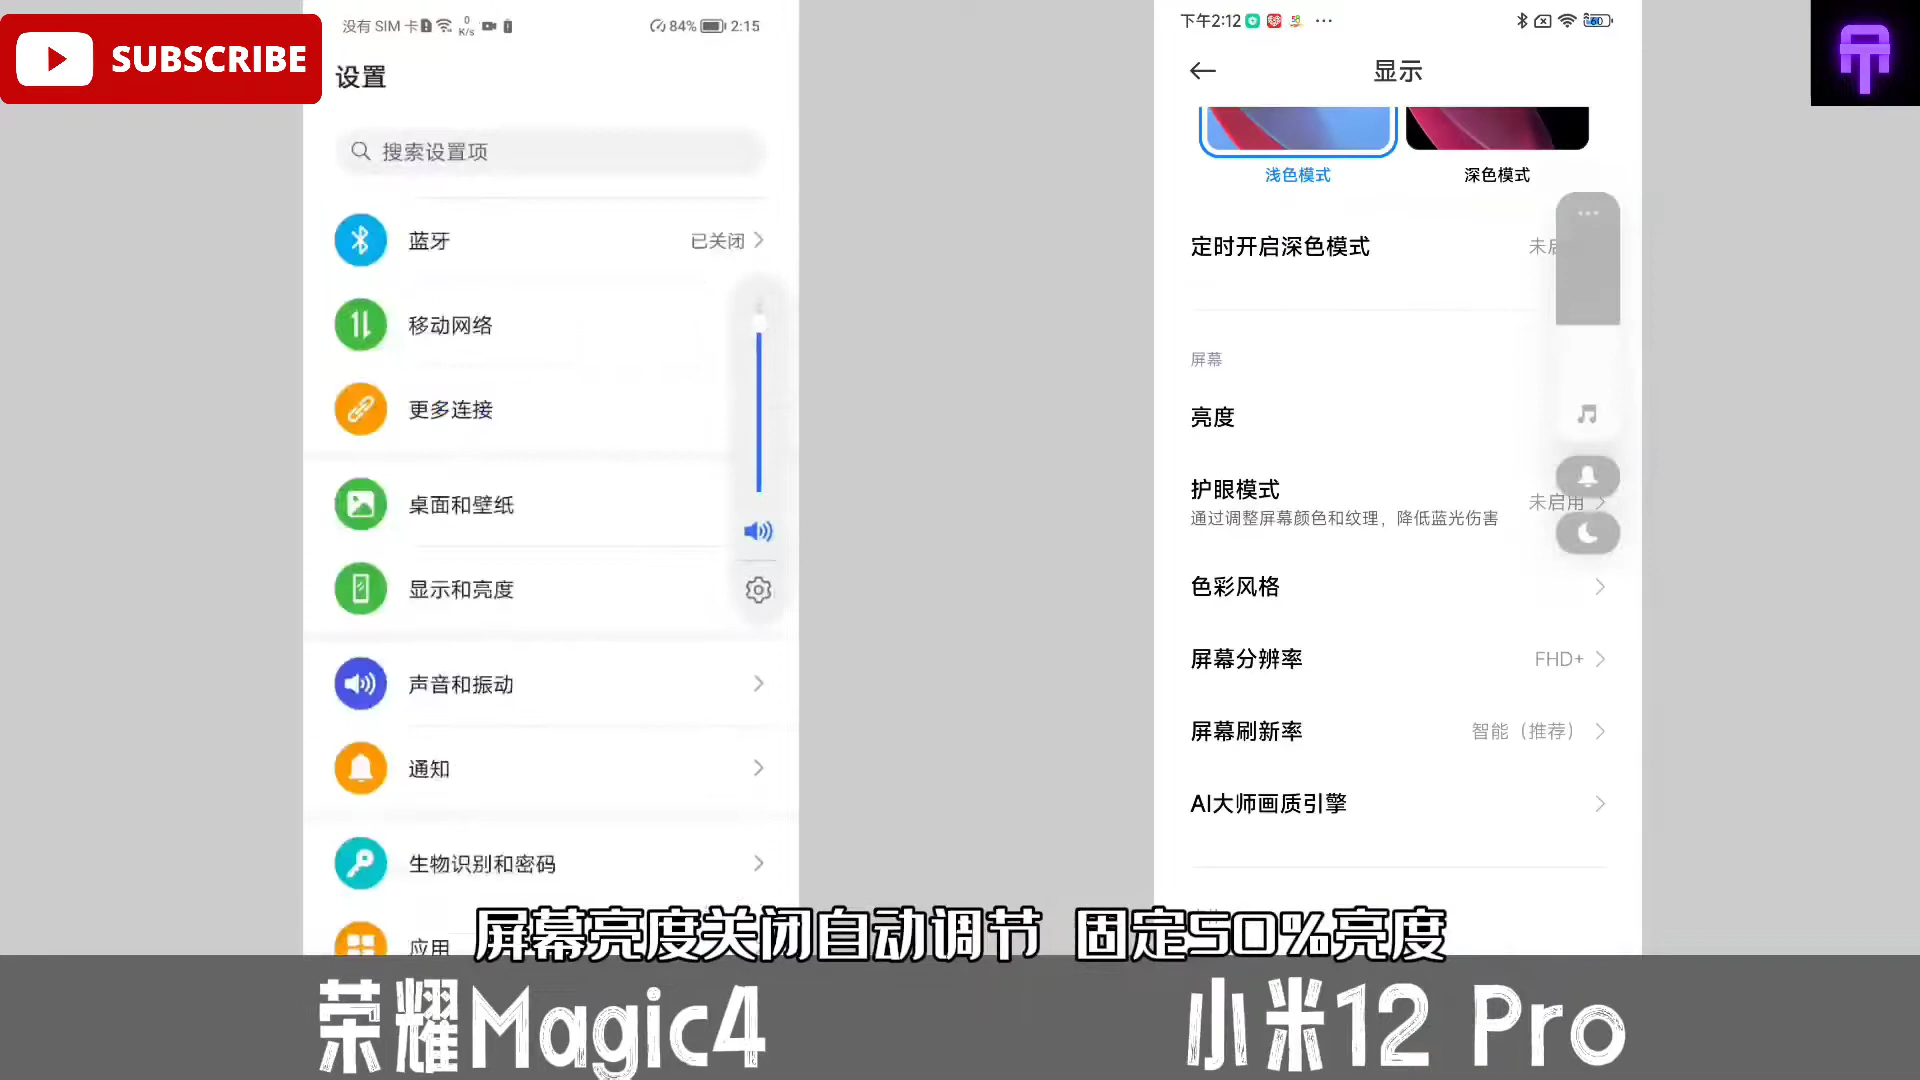 SUBSCRIBE
没有 SIM 卡 0 K/s 84% 2:15
设置
搜索设置项
蓝牙 已关闭
移动网络
更多连接
桌面和壁纸
显示和亮度
声音和振动
通知
生物识别和密码
应用
下午2:12 60
显示
浅色模式 深色模式
定时开启深色模式 未启
屏幕
亮度
护眼模式
通过调整屏幕颜色和纹理，降低蓝光伤害 未启用
色彩风格
屏幕分辨率 FHD+
屏幕刷新率 智能（推荐）
AI大师画质引擎
屏幕亮度关闭自动调节 固定50%亮度
荣耀Magic4 小米12 Pro